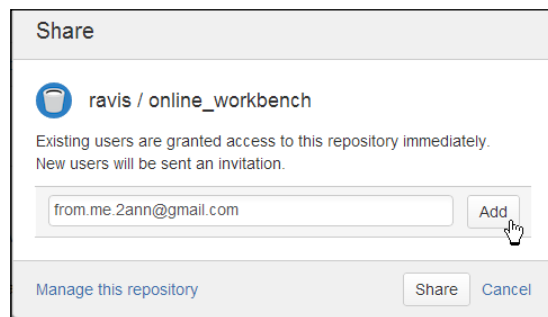 Share
ravis / online_workbench
Existing users are granted access to this repository immediately.
New users will be sent an invitation.
from.me.2ann@gmail.com Add
Manage this repository Share Cancel